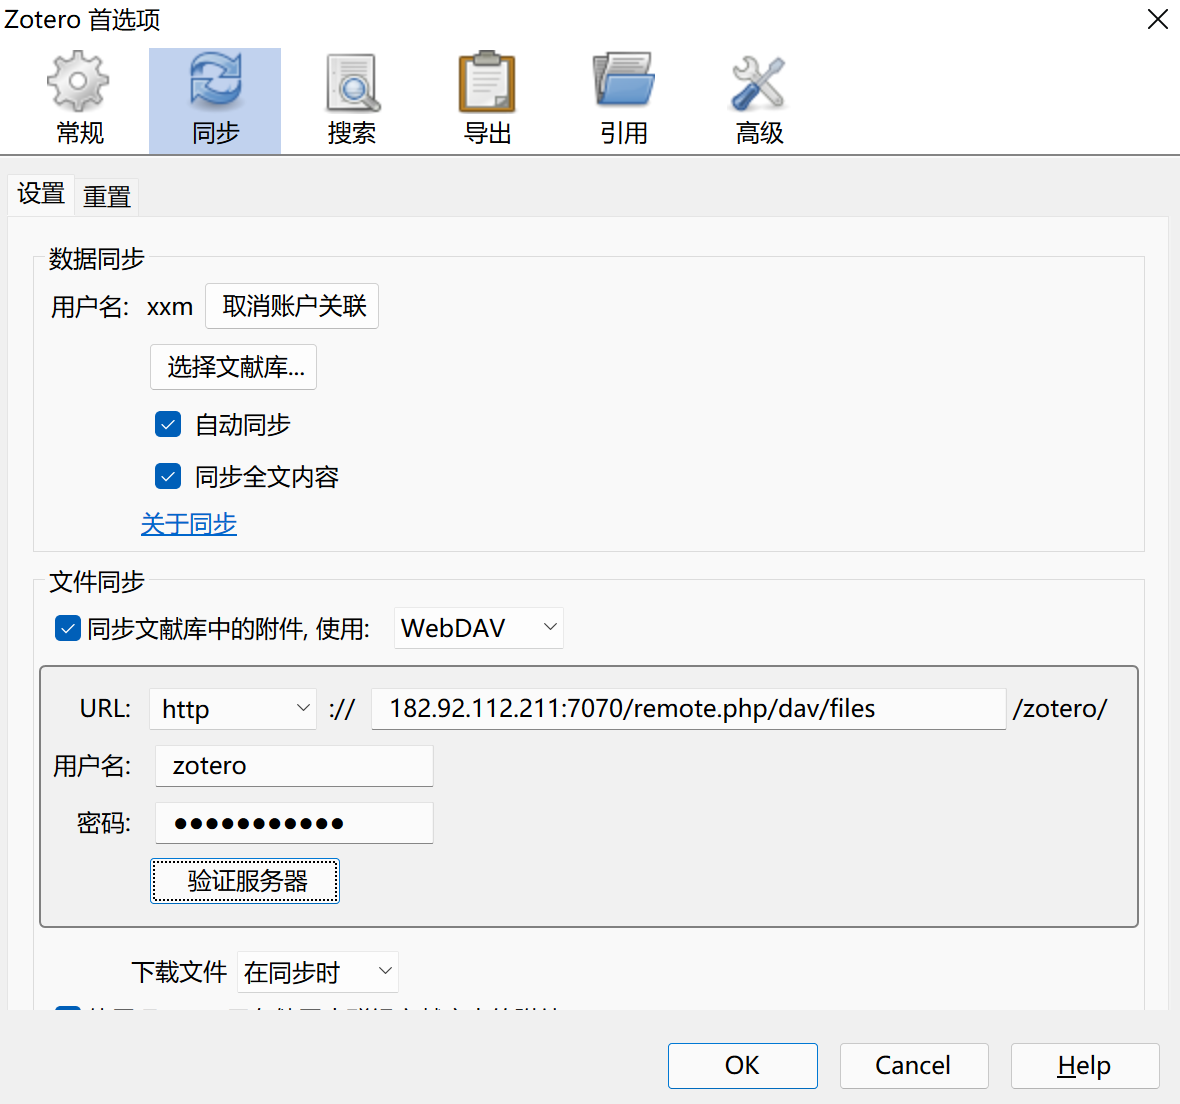 Zotero 首选项
常规 同步 搜索 导出 引用 高级
设置 重置
数据同步
用户名: xxm 取消账户关联
选择文献库...
自动同步
同步全文内容
关于同步
文件同步
同步文献库中的附件, 使用: WebDAV
URL: http :// 182.92.112.211:7070/remote.php/dav/files /zotero/
用户名: zotero
密码: ●●●●●●●●●●●
验证服务器
下载文件 在同步时
OK Cancel Help